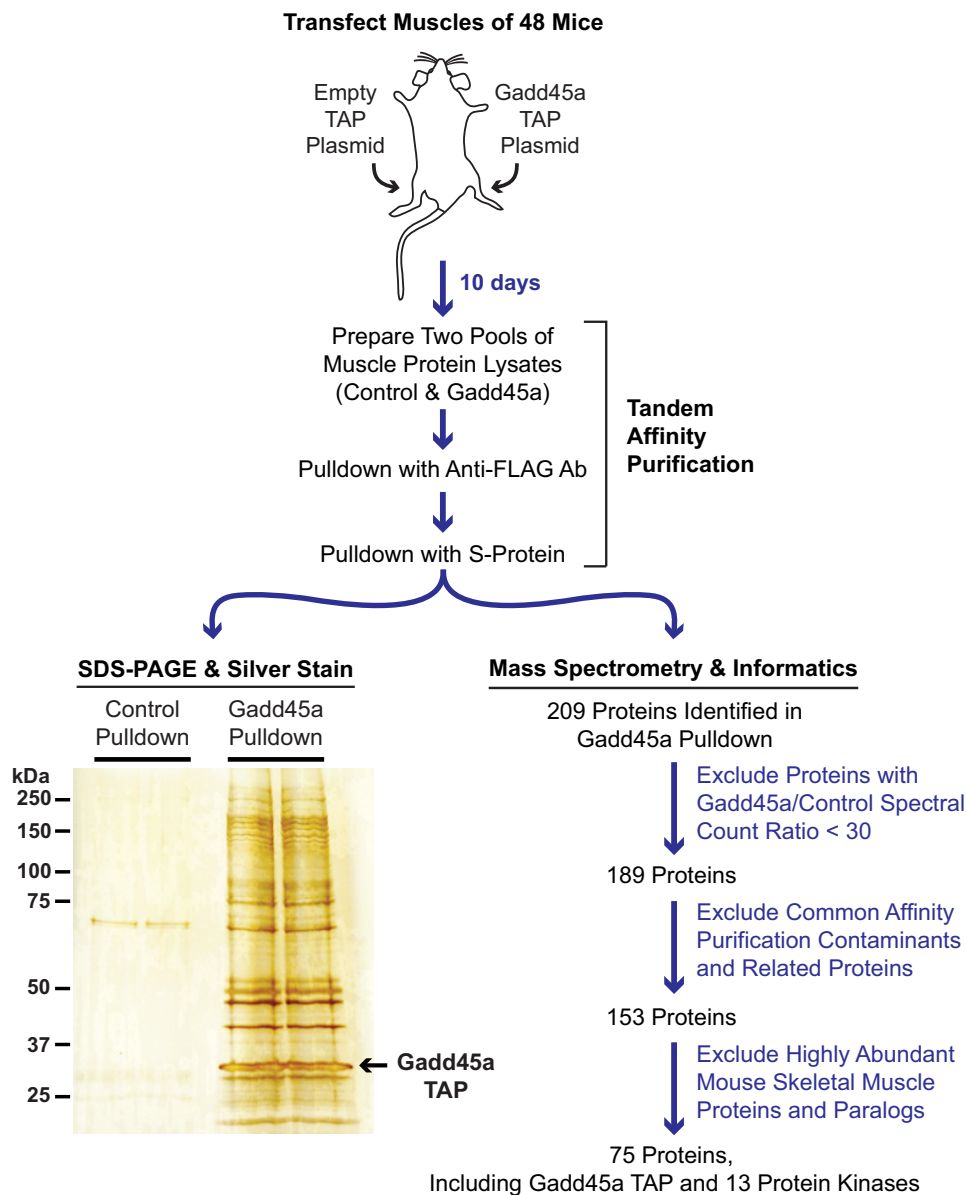 Transfect Muscles of 48 Mice
Empty
TAP
Plasmid
Gadd45a
TAP
Plasmid
10 days
Prepare Two Pools of
Muscle Protein Lysates
(Control & Gadd45a)
Pulldown with Anti-FLAG Ab
Pulldown with S-Protein
Tandem
Affinity
Purification
SDS-PAGE & Silver Stain
Control
Pulldown
Gadd45a
Pulldown
kDa
250
150
100
75
50
37
25
Gadd45a
TAP
Mass Spectrometry & Informatics
209 Proteins Identified in
Gadd45a Pulldown
Exclude Proteins with
Gadd45a/Control Spectral
Count Ratio < 30
189 Proteins
Exclude Common Affinity
Purification Contaminants
and Related Proteins
153 Proteins
Exclude Highly Abundant
Mouse Skeletal Muscle
Proteins and Paralogs
75 Proteins,
Including Gadd45a TAP and 13 Protein Kinases